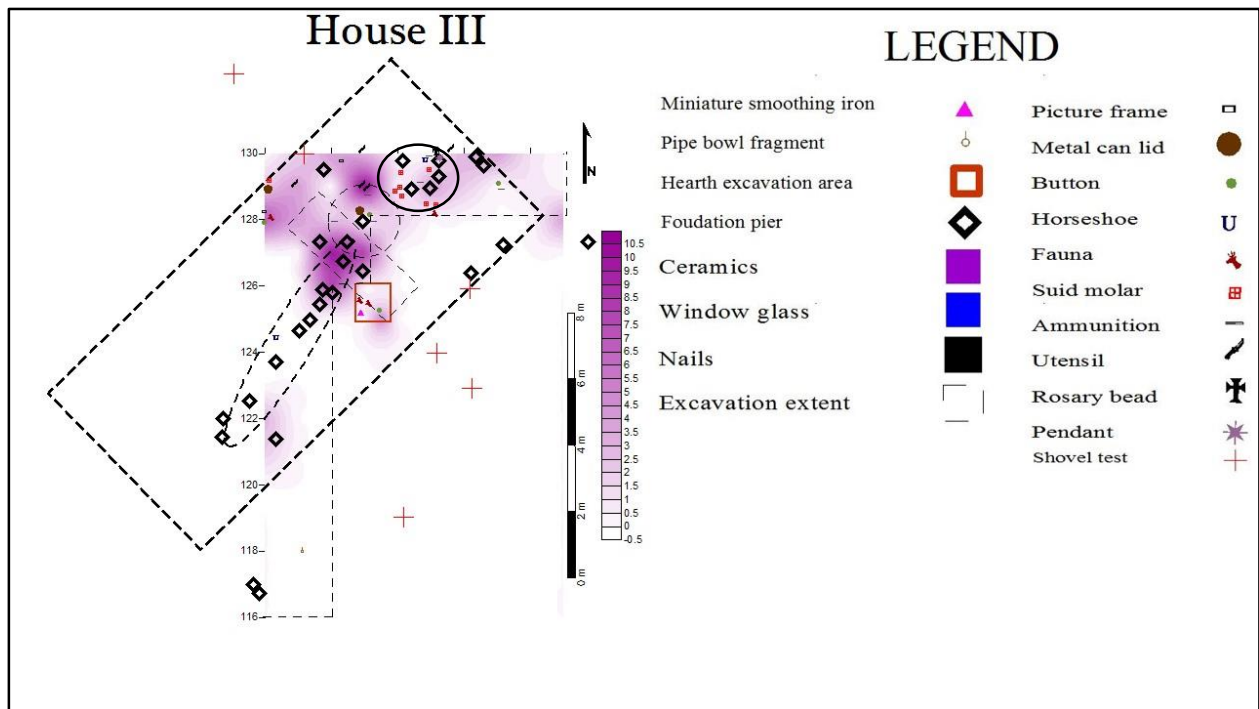 House III
LEGEND
Miniature smoothing iron
Pipe bowl fragment
Hearth excavation area
Foudation pier
Ceramics
Window glass
Nails
Excavation extent
Picture frame
Metal can lid
Button
Horseshoe
U
Fauna
Suid molar
Ammunition
Utensil
Rosary bead
Pendant
Shovel test
N
130
128
126
124
122
120
118
116
8 m
6 m
4 m
2 m
0 m
10.5
10
9.5
9
8.5
8
7.5
7
6.5
6
5.5
5
4.5
4
3.5
3
2.5
2
1.5
1
0.5
0
-0.5